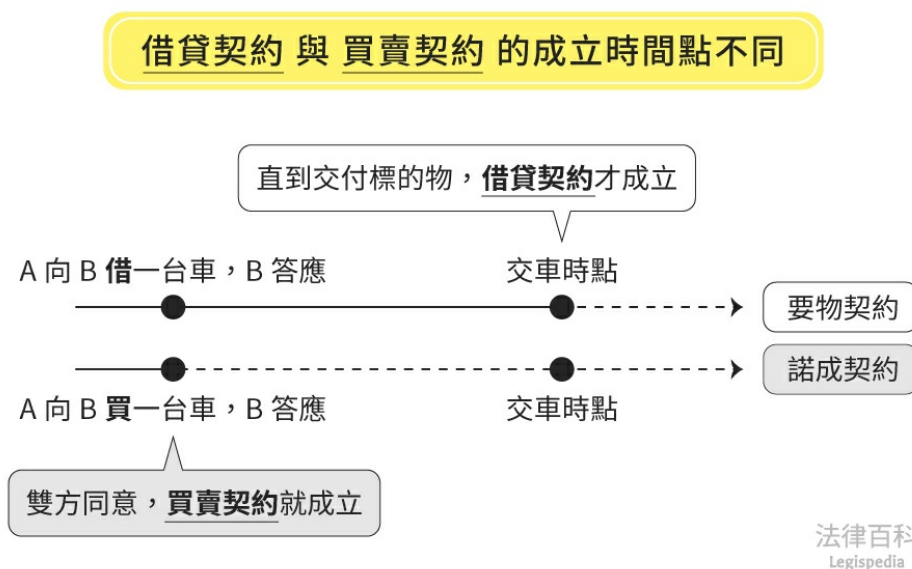 借貸契約 與 買賣契約 的成立時間點不同
直到交付標的物，借貸契約才成立
A 向 B 借一台車，B 答應
交車時點
要物契約
諾成契約
A 向 B 買一台車，B 答應
交車時點
雙方同意，買賣契約就成立
法律百科
Legispedia